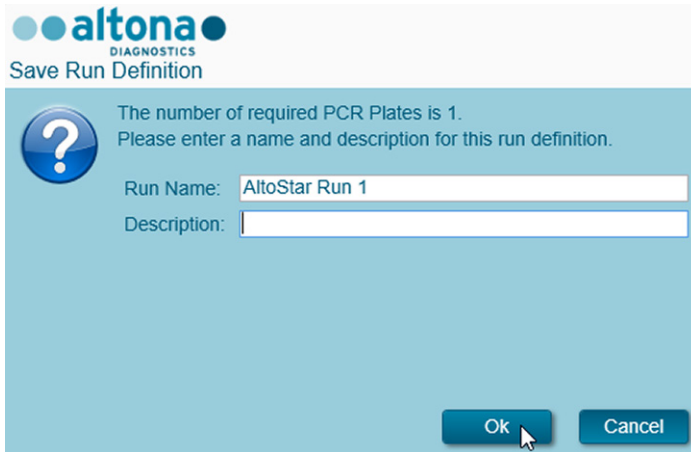 altona
DIAGNOSTICS
Save Run Definition
The number of required PCR Plates is 1.
Please enter a name and description for this run definition.
Run Name: AltoStar Run 1
Description:
Ok Cancel